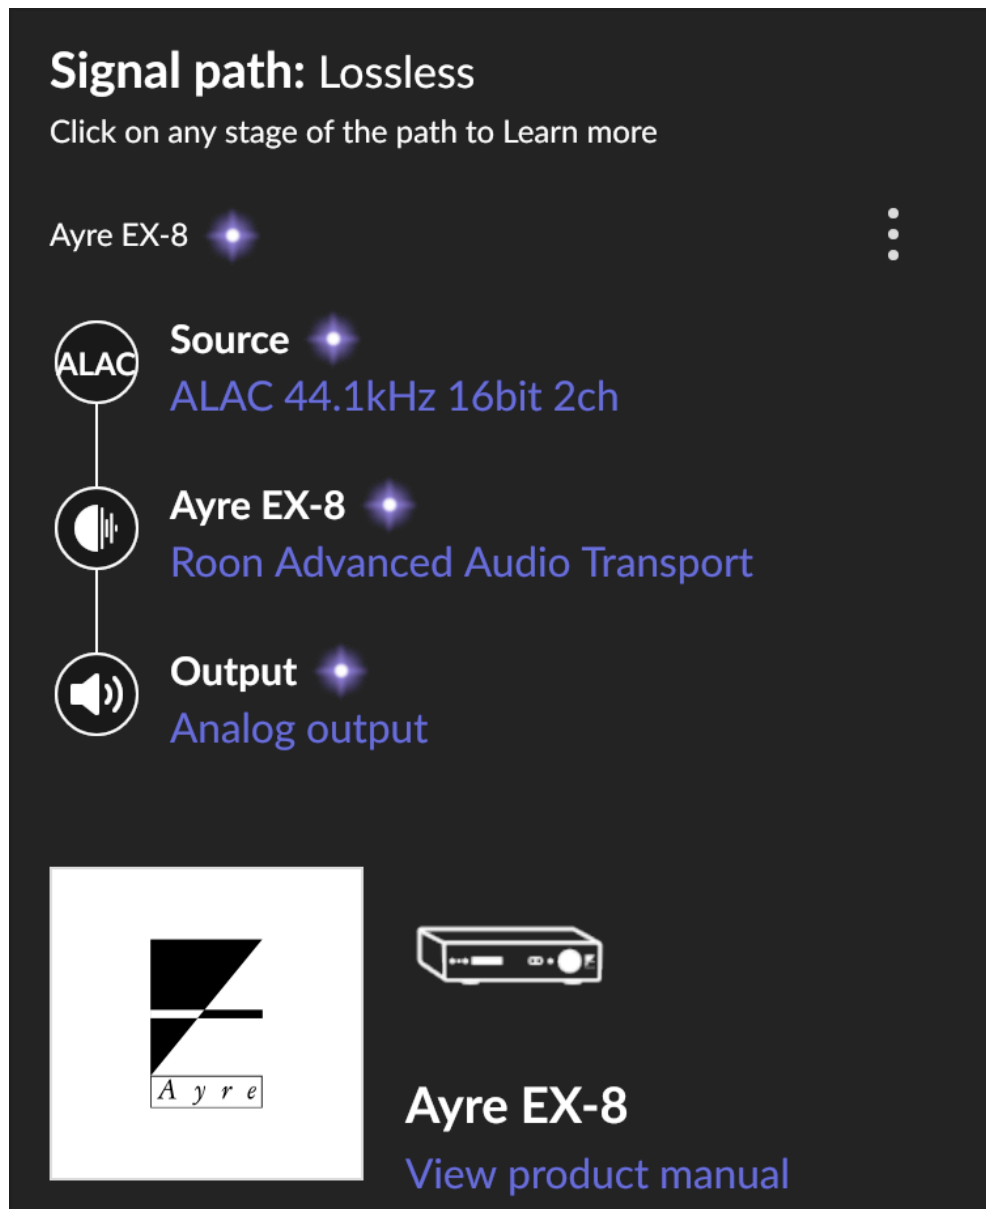 Signal path: Lossless
Click on any stage of the path to Learn more
Ayre EX-8
ALAC
Source
ALAC 44.1kHz 16bit 2ch
Ayre EX-8
Roon Advanced Audio Transport
Output
Analog output
Ayre
Ayre EX-8
View product manual